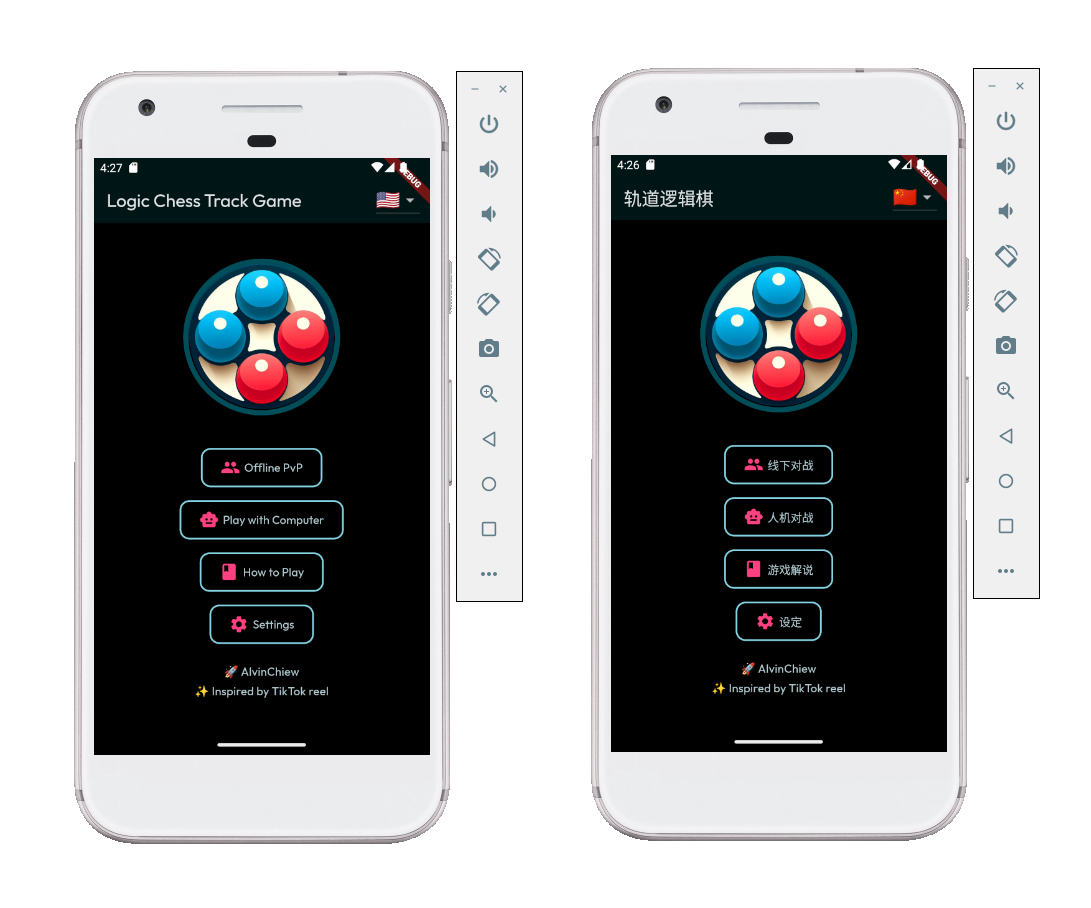 4:27
DEBUG
Logic Chess Track Game
Offline PvP
Play with Computer
How to Play
Settings
🚀 AlvinChiew
✨ Inspired by TikTok reel
4:26
DEBUG
轨道逻辑棋
线下对战
人机对战
游戏解说
设定
🚀 AlvinChiew
✨ Inspired by TikTok reel